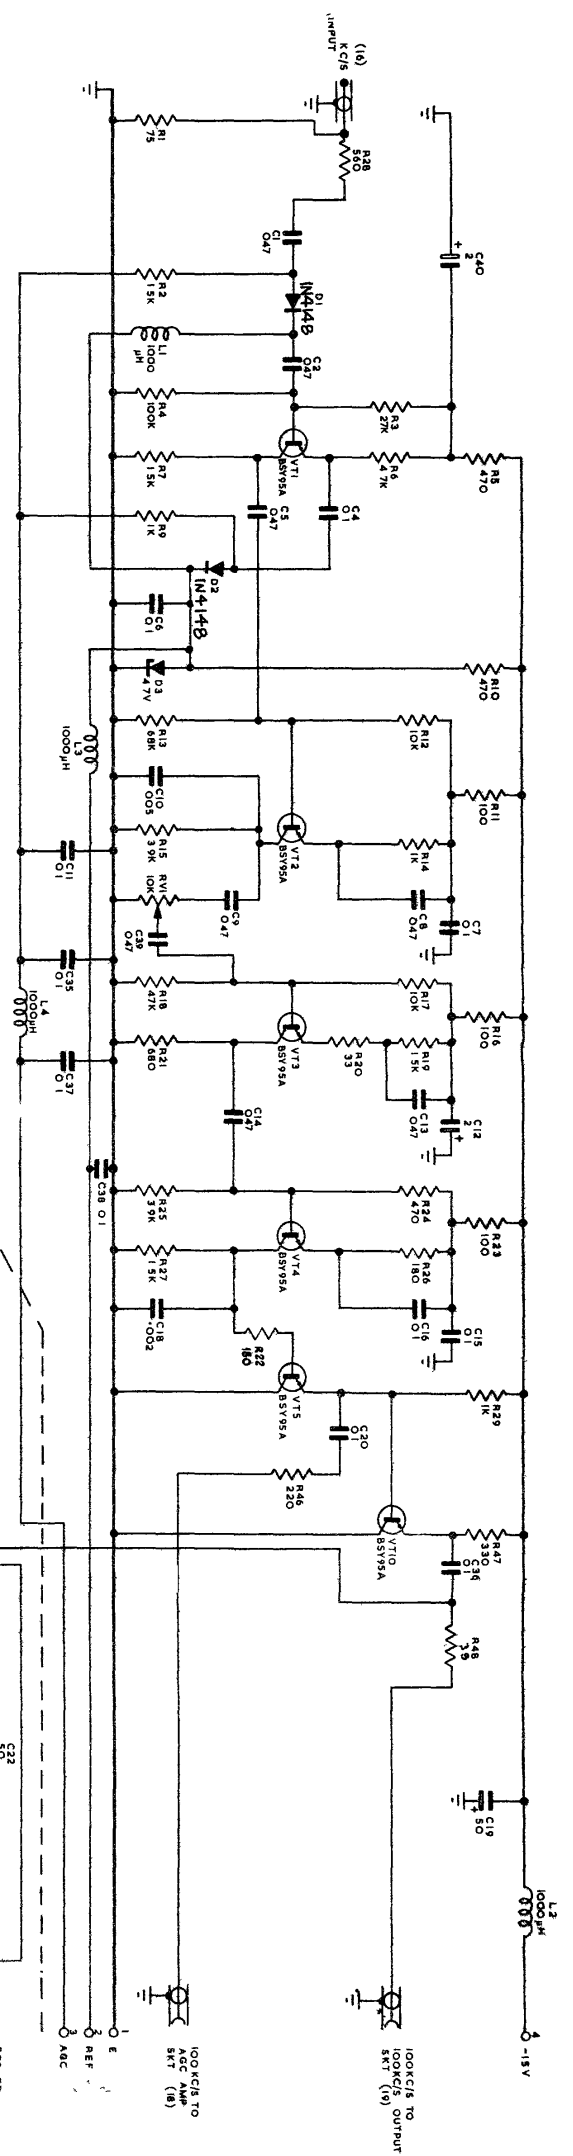 (16)
KC/S
INPUT
C40
2
R28
560
R1
75
C1
047
R2
1 5K
D1
IN4148
L1
1000
µH
C2
047
R4
100K
R3
27K
VT1
BSY95A
R5
470
R6
4 7K
R7
1 5K
C5
047
C4
0 1
R9
1K
D2
IN4148
C6
0 1
D3
4 7V
R10
470
L3
1000µH
R13
68K
R12
10K
C10
005
R11
100
R15
3 9K
VT2
BSY95A
R14
1K
C11
0 1
RV1
10K
C9
047
C8
047
C7
0 1
C39
047
C35
0 1
R18
47K
R17
10K
L4
1000µH
R16
100
VT3
BSY95A
R20
33
R19
1 5K
R21
680
C37
0 1
C13
047
C12
2
C14
047
C38 0 1
R25
3 9K
R24
470
R23
100
VT4
BSY95A
R27
1 5K
R26
180
C18
·002
C16
0 1
C15
0 1
R22
180
VT5
BSY95A
R29
1K
C20
0 1
R46
220
VT10
BSY95A
R47
330
C36
0 1
R48
39
C22
50
C19
50
L2
1000µH
4
-15V
100KC/S TO
100KC/S OUTPUT
SKT (19)
100KC/S TO
AGC AMP
SKT (18)
1
E
2
REF
3
AGC